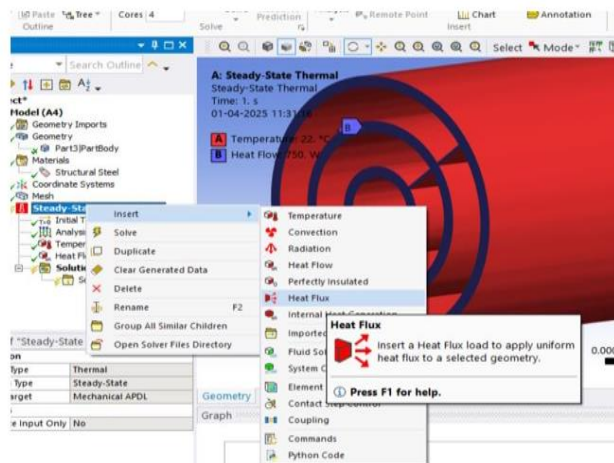 Paste
Tree
Cores 4
Prediction
Remote Point
Chart
Annotation
Outline
Solve
Insert
Search Outline
Select
Mode
Model (A4)
Geometry Imports
Geometry
Part3|PartBody
Materials
Structural Steel
Coordinate Systems
Mesh
Steady-Sta
Initial T
Analysi
Temper
Heat Fl
Solutio
A: Steady-State Thermal
Steady-State Thermal
Time: 1. s
A Temperature: 22. °C
B Heat Flow: 750. W
B
Insert
Solve
Duplicate
Clear Generated Data
Delete
Rename F2
Group All Similar Children
Open Solver Files Directory
Temperature
Convection
Radiation
Heat Flow
Perfectly Insulated
Heat Flux
Internal Heat Generation
Imported
Fluid Sol
System C
Element
Contact Step Control
Coupling
Commands
Python Code
Heat Flux
Insert a Heat Flux load to apply uniform
heat flux to a selected geometry.
Press F1 for help.
0.000
f "Steady-State
Type Thermal
Type Steady-State
arget Mechanical APDL
e Input Only No
Geometry
Graph